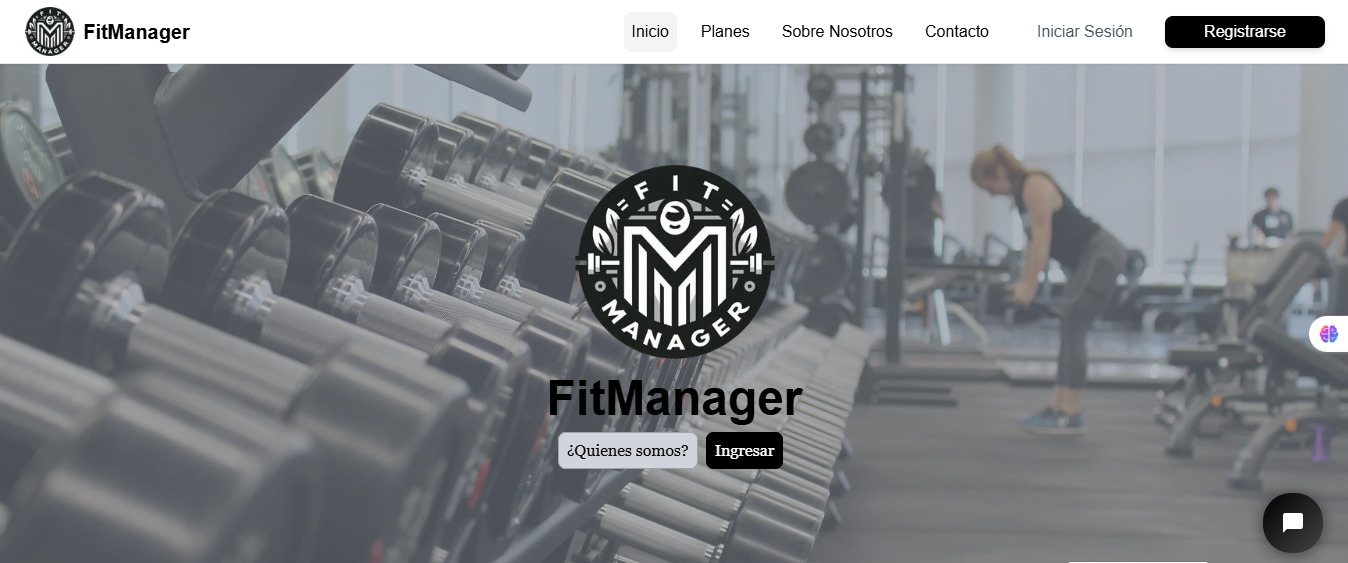 FIT
MANAGER
FitManager
Inicio
Planes
Sobre Nosotros
Contacto
Iniciar Sesión
Registrarse
FIT
MANAGER
FitManager
¿Quienes somos?
Ingresar